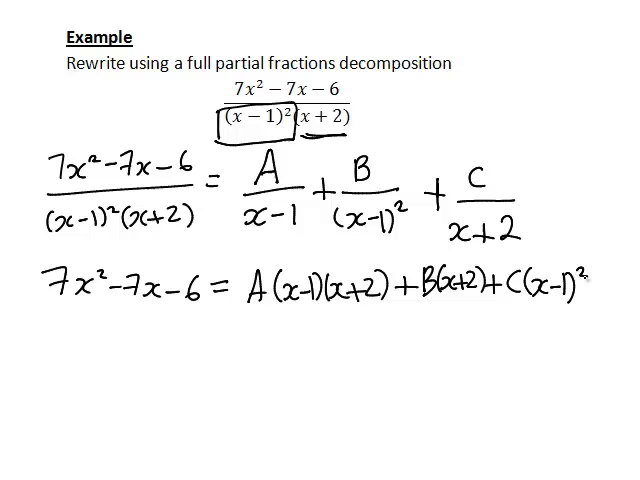 Example
Rewrite using a full partial fractions decomposition
7x² − 7x − 6
(x − 1)²(x + 2)
7x² − 7x − 6 / (x − 1)²(x + 2) = A / x − 1 + B / (x − 1)² + C / x + 2
7x² − 7x − 6 = A(x−1)(x+2) + B(x+2) + C(x−1)²